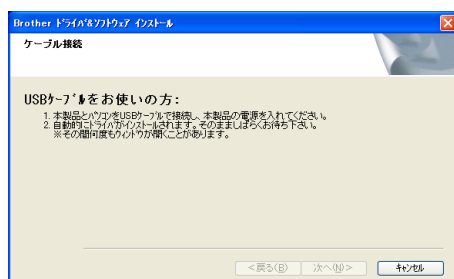 Brother ﾄﾞﾗｲﾊﾞ&ｿﾌﾄｳｪｱ ｲﾝｽﾄｰﾙ
ケーブル接続
USBｹｰﾌﾞﾙをお使いの方:
1. 本製品とﾊﾟｿｺﾝをUSBｹｰﾌﾞﾙで接続し、本製品の電源を入れてください。
2. 自動的にﾄﾞﾗｲﾊﾞがｲﾝｽﾄｰﾙされます。そのまましばらくお待ち下さい。
※その間何度もｳｨﾝﾄﾞｳが開くことがあります。
<戻る(B) 次へ(N)> ｷｬﾝｾﾙ